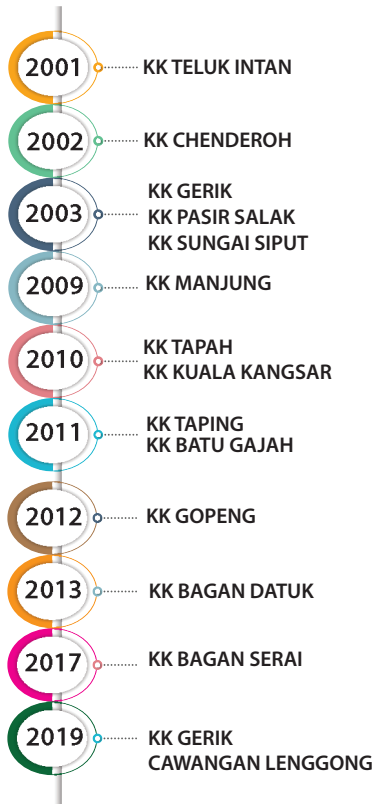 2001
KK TELUK INTAN
2002
KK CHENDEROH
2003
KK GERIK
KK PASIR SALAK
KK SUNGAI SIPUT
2009
KK MANJUNG
2010
KK TAPAH
KK KUALA KANGSAR
2011
KK TAPING
KK BATU GAJAH
2012
KK GOPENG
2013
KK BAGAN DATUK
2017
KK BAGAN SERAI
2019
KK GERIK
CAWANGAN LENGGONG